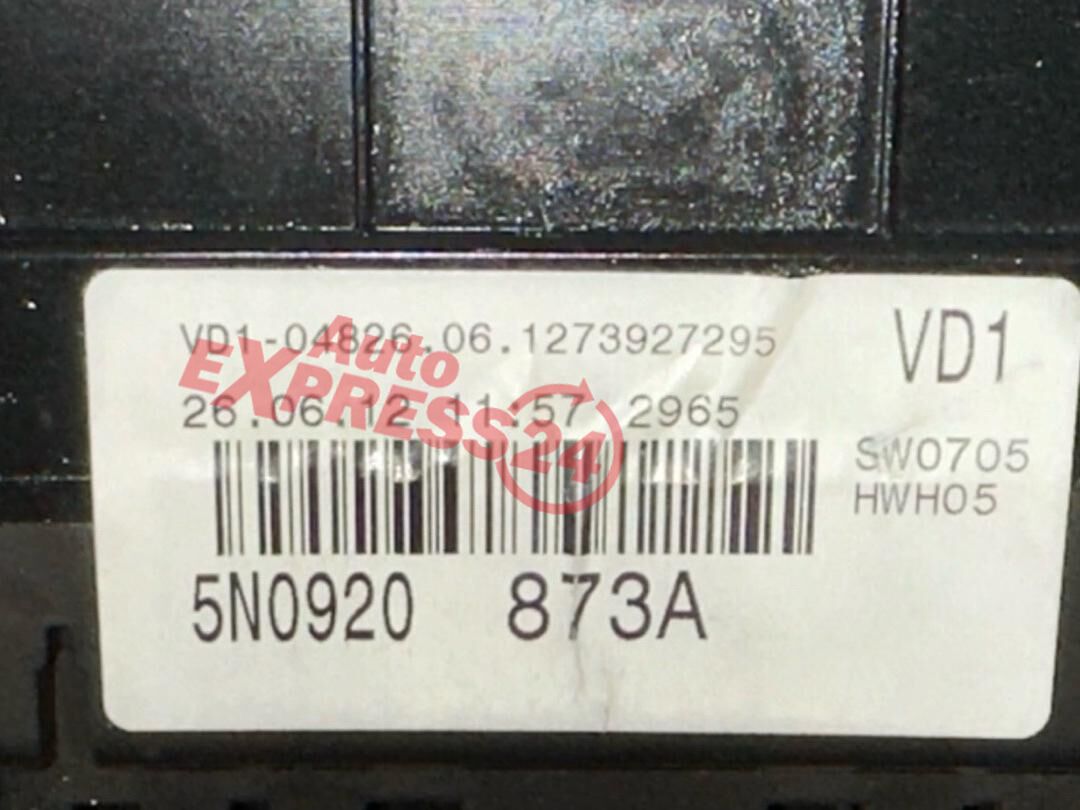 VD1-04826.06.1273927295
VD1
26.06.12 11:57 2965
SW0705
HWH05
5N0920 873A
Auto
EXPRESS24